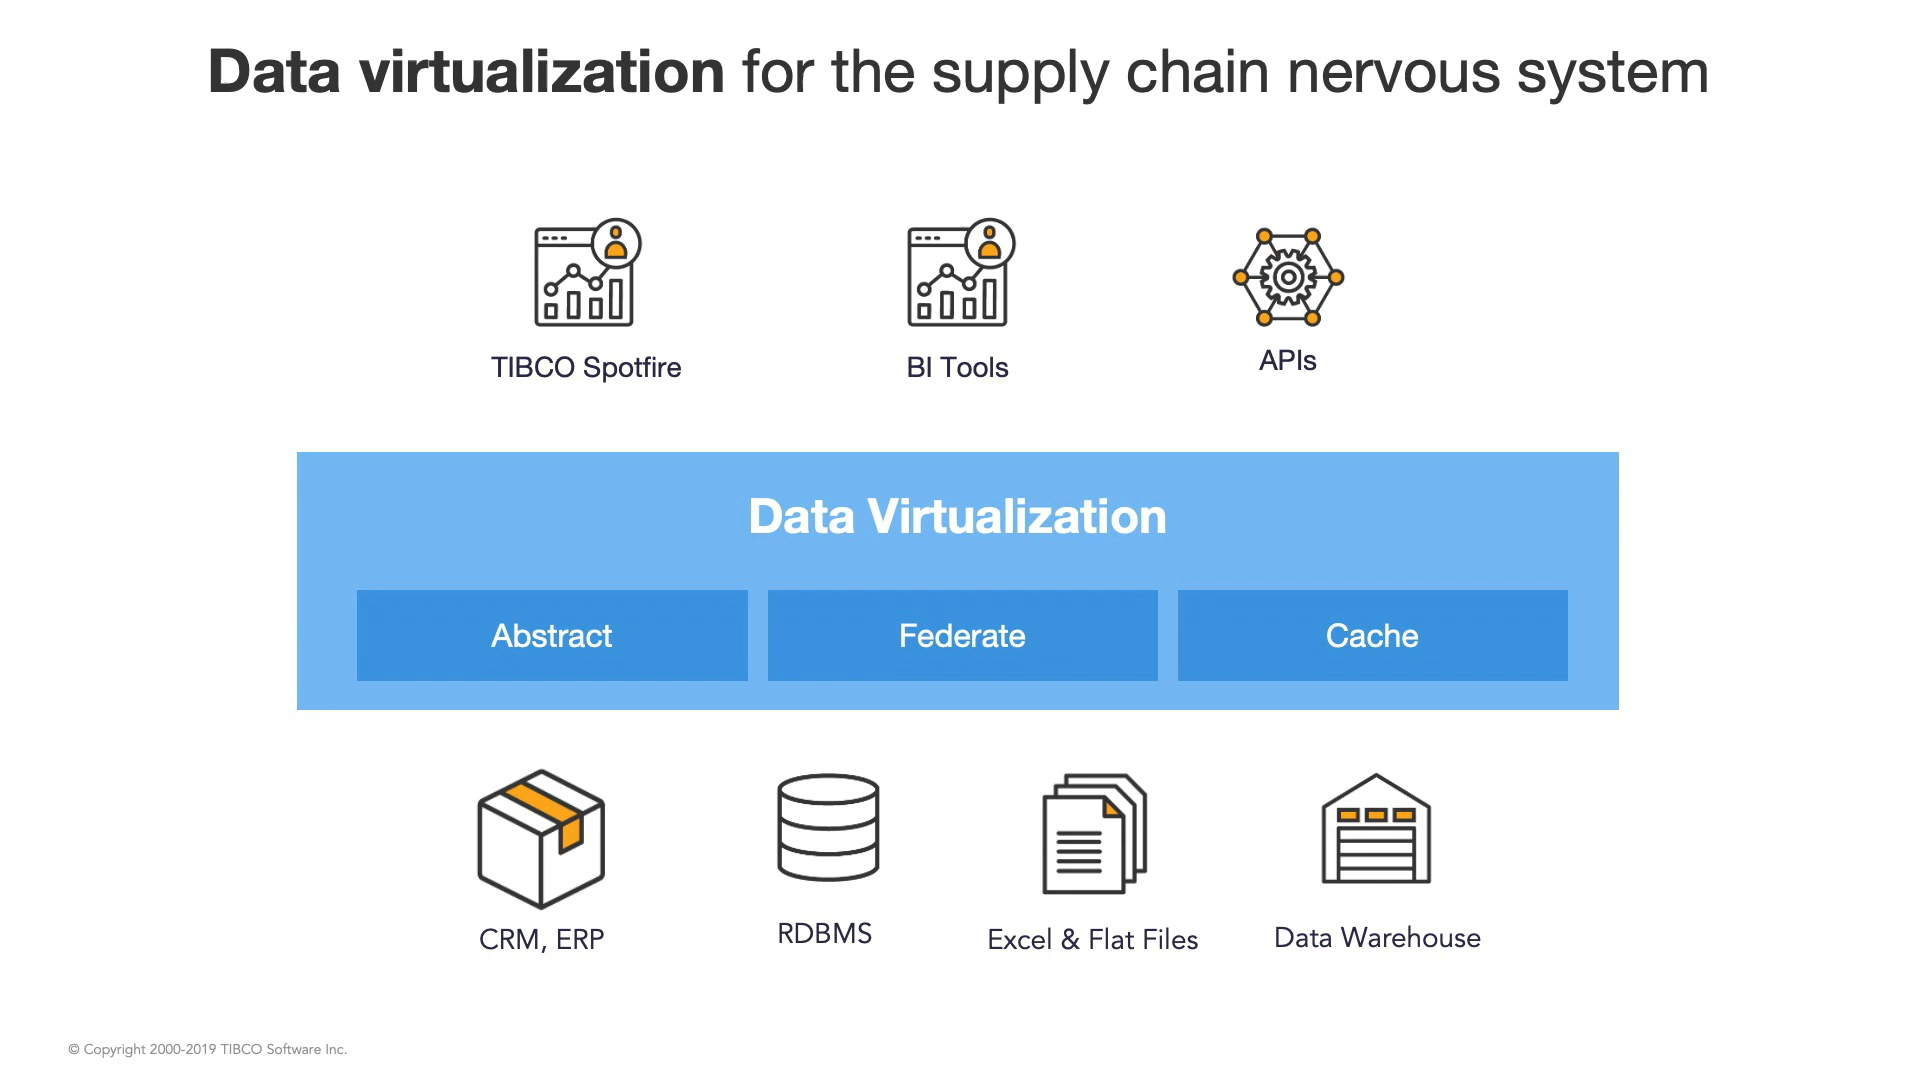 Data virtualization for the supply chain nervous system
TIBCO Spotfire
BI Tools
APIs
Data Virtualization
Abstract
Federate
Cache
CRM, ERP
RDBMS
Excel & Flat Files
Data Warehouse
© Copyright 2000-2019 TIBCO Software Inc.